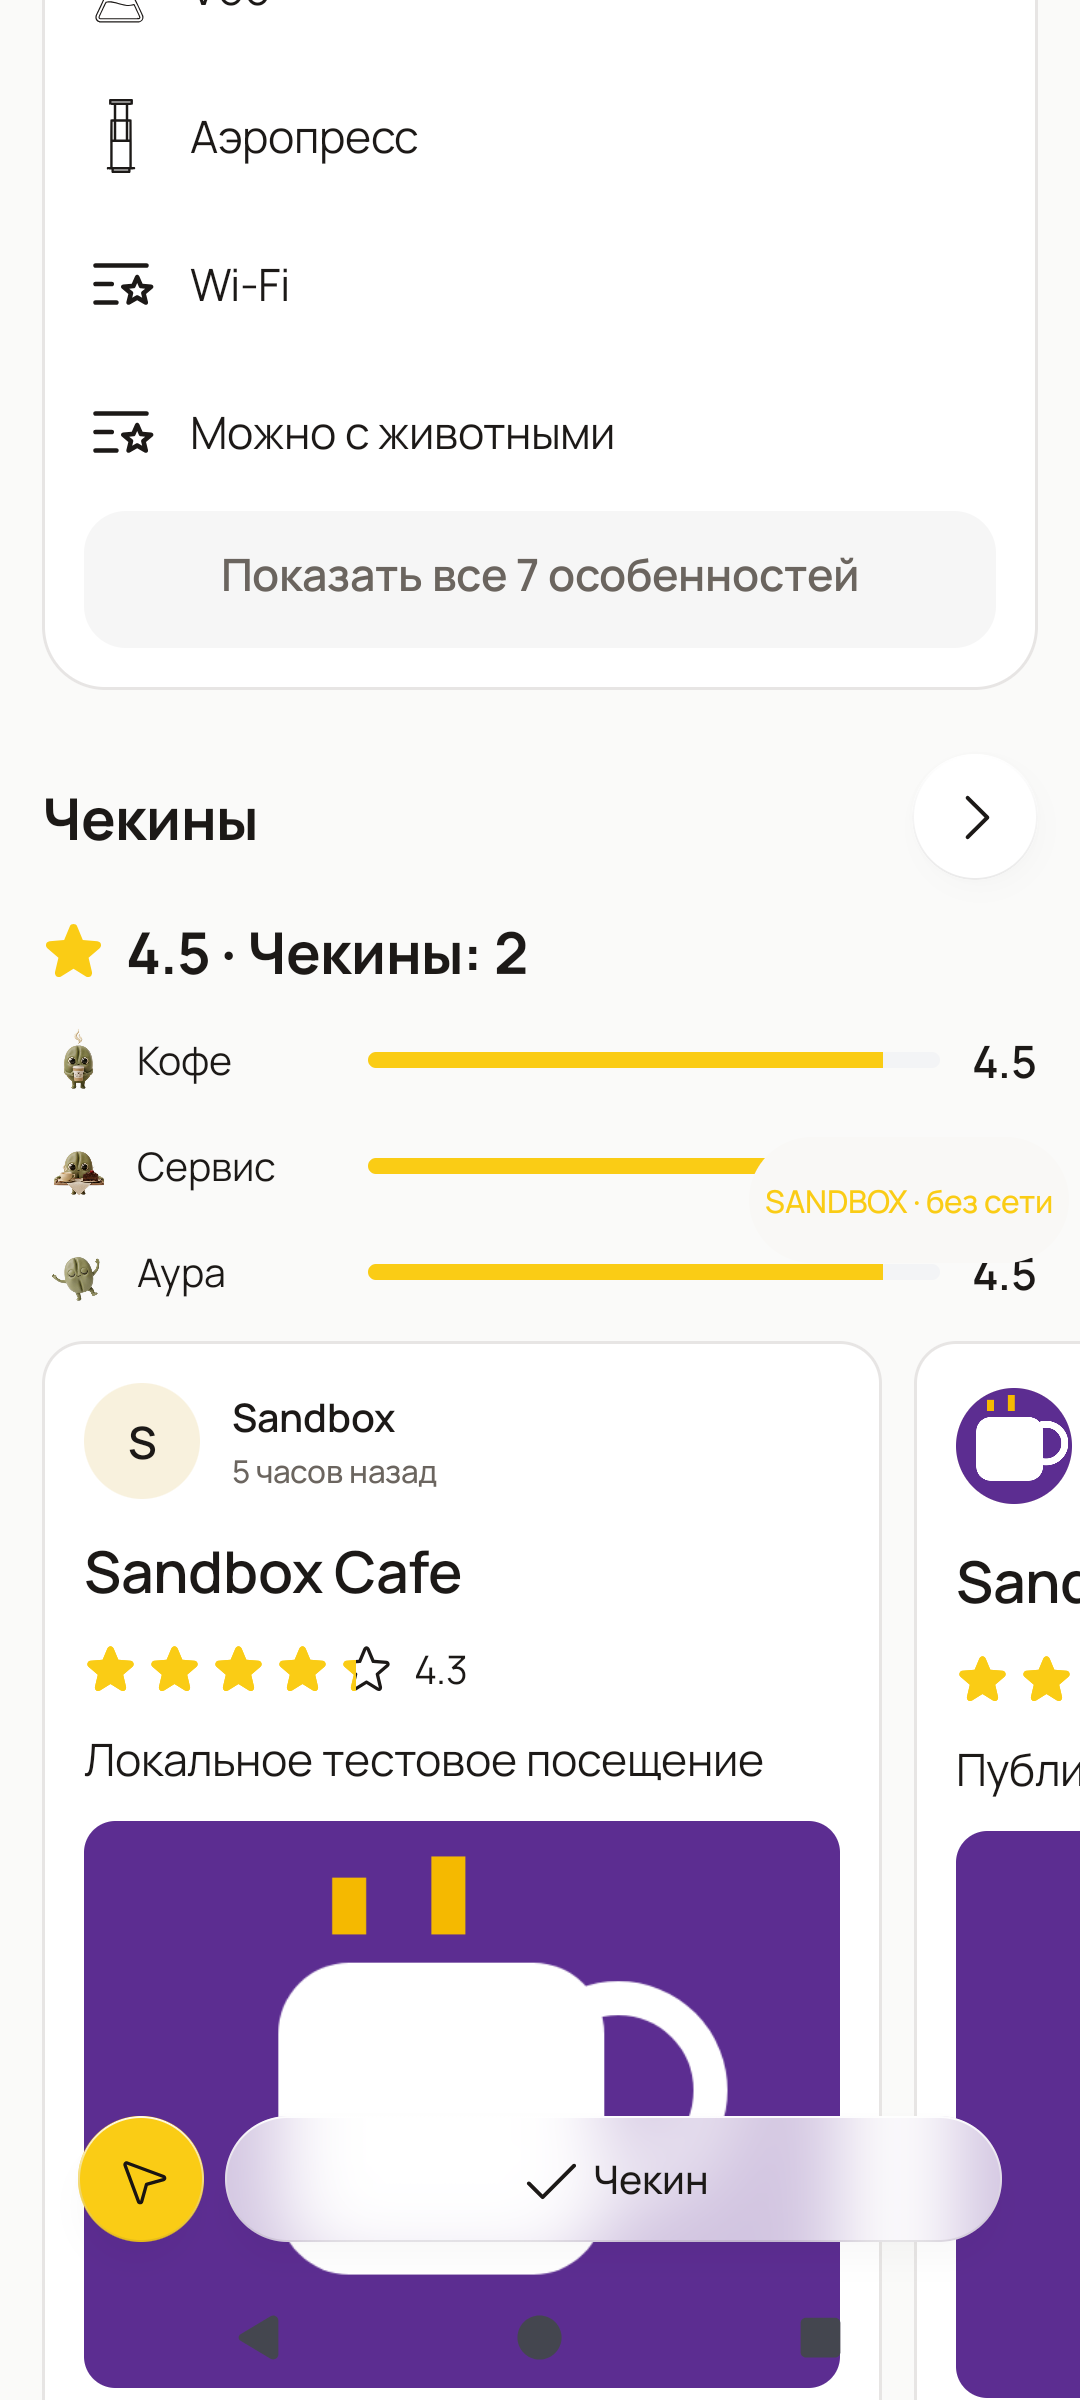 Аэропресс
Wi-Fi
Можно с животными
Показать все 7 особенностей
Чекины
4.5 · Чекины: 2
Кофе 4.5
Сервис
SANDBOX · без сети
Аура 4.5
S
Sandbox
5 часов назад
Sandbox Cafe
4.3
Локальное тестовое посещение
Чекин